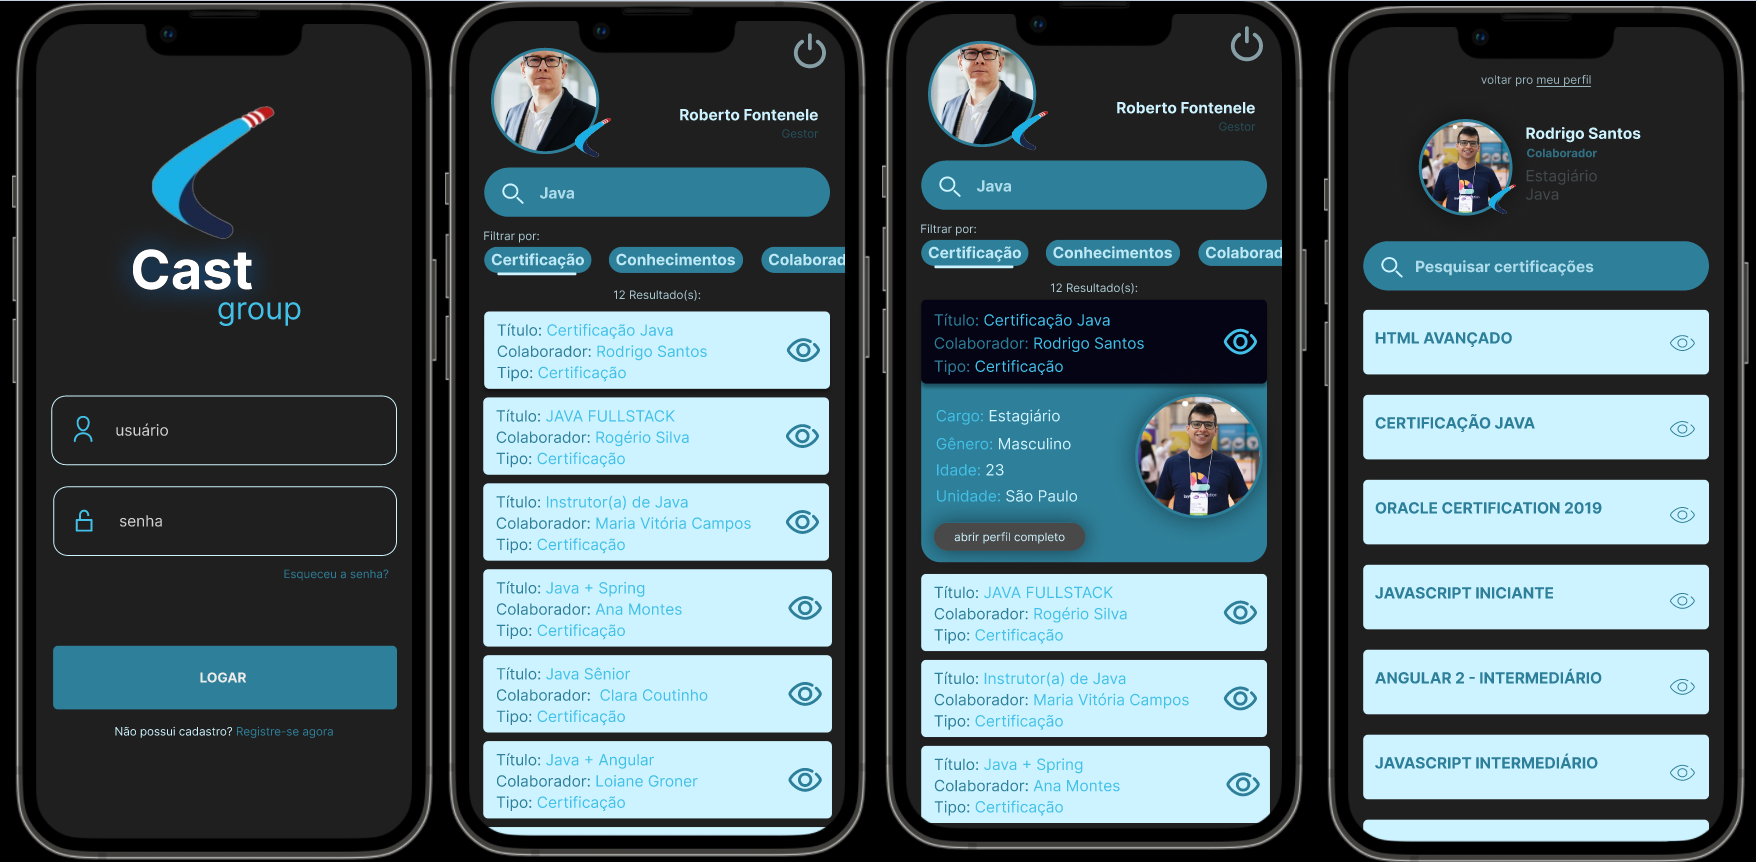 Cast
group
usuário
senha
Esqueceu a senha?
LOGAR
Não possui cadastro? Registre-se agora
Roberto Fontenele
Gestor
Java
Filtrar por:
Certificação Conhecimentos Colaborad
12 Resultado(s):
Título: Certificação Java
Colaborador: Rodrigo Santos
Tipo: Certificação
Título: JAVA FULLSTACK
Colaborador: Rogério Silva
Tipo: Certificação
Título: Instrutor(a) de Java
Colaborador: Maria Vitória Campos
Tipo: Certificação
Título: Java + Spring
Colaborador: Ana Montes
Tipo: Certificação
Título: Java Sênior
Colaborador: Clara Coutinho
Tipo: Certificação
Título: Java + Angular
Colaborador: Loiane Groner
Tipo: Certificação
Roberto Fontenele
Gestor
Java
Filtrar por:
Certificação Conhecimentos Colaborad
12 Resultado(s):
Título: Certificação Java
Colaborador: Rodrigo Santos
Tipo: Certificação
Cargo: Estagiário
Gênero: Masculino
Idade: 23
Unidade: São Paulo
abrir perfil completo
Título: JAVA FULLSTACK
Colaborador: Rogério Silva
Tipo: Certificação
Título: Instrutor(a) de Java
Colaborador: Maria Vitória Campos
Tipo: Certificação
Título: Java + Spring
Colaborador: Ana Montes
Tipo: Certificação
voltar pro meu perfil
Rodrigo Santos
Colaborador
Estagiário
Java
Pesquisar certificações
HTML AVANÇADO
CERTIFICAÇÃO JAVA
ORACLE CERTIFICATION 2019
JAVASCRIPT INICIANTE
ANGULAR 2 - INTERMEDIÁRIO
JAVASCRIPT INTERMEDIÁRIO